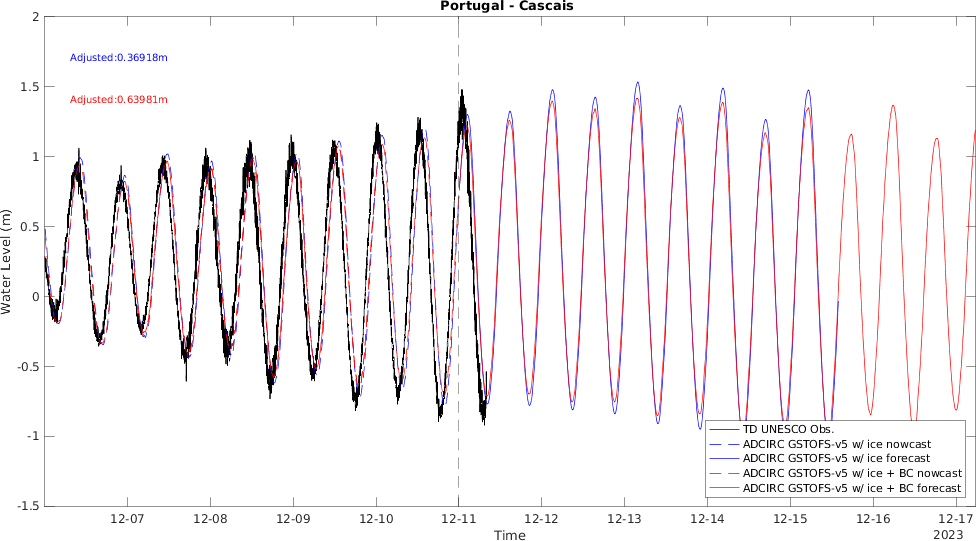 Portugal - Cascais
2
1.5
1
0.5
0
-0.5
-1
-1.5
Water Level (m)
Adjusted:0.36918m
Adjusted:0.63981m
TD UNESCO Obs.
ADCIRC GSTOFS-v5 w/ ice nowcast
ADCIRC GSTOFS-v5 w/ ice forecast
ADCIRC GSTOFS-v5 w/ ice + BC nowcast
ADCIRC GSTOFS-v5 w/ ice + BC forecast
12-07 12-08 12-09 12-10 12-11 12-12 12-13 12-14 12-15 12-16 12-17
Time
2023